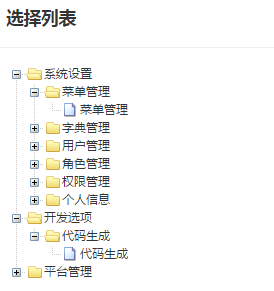 选择列表
系统设置
菜单管理
菜单管理
字典管理
用户管理
角色管理
权限管理
个人信息
开发选项
代码生成
代码生成
平台管理